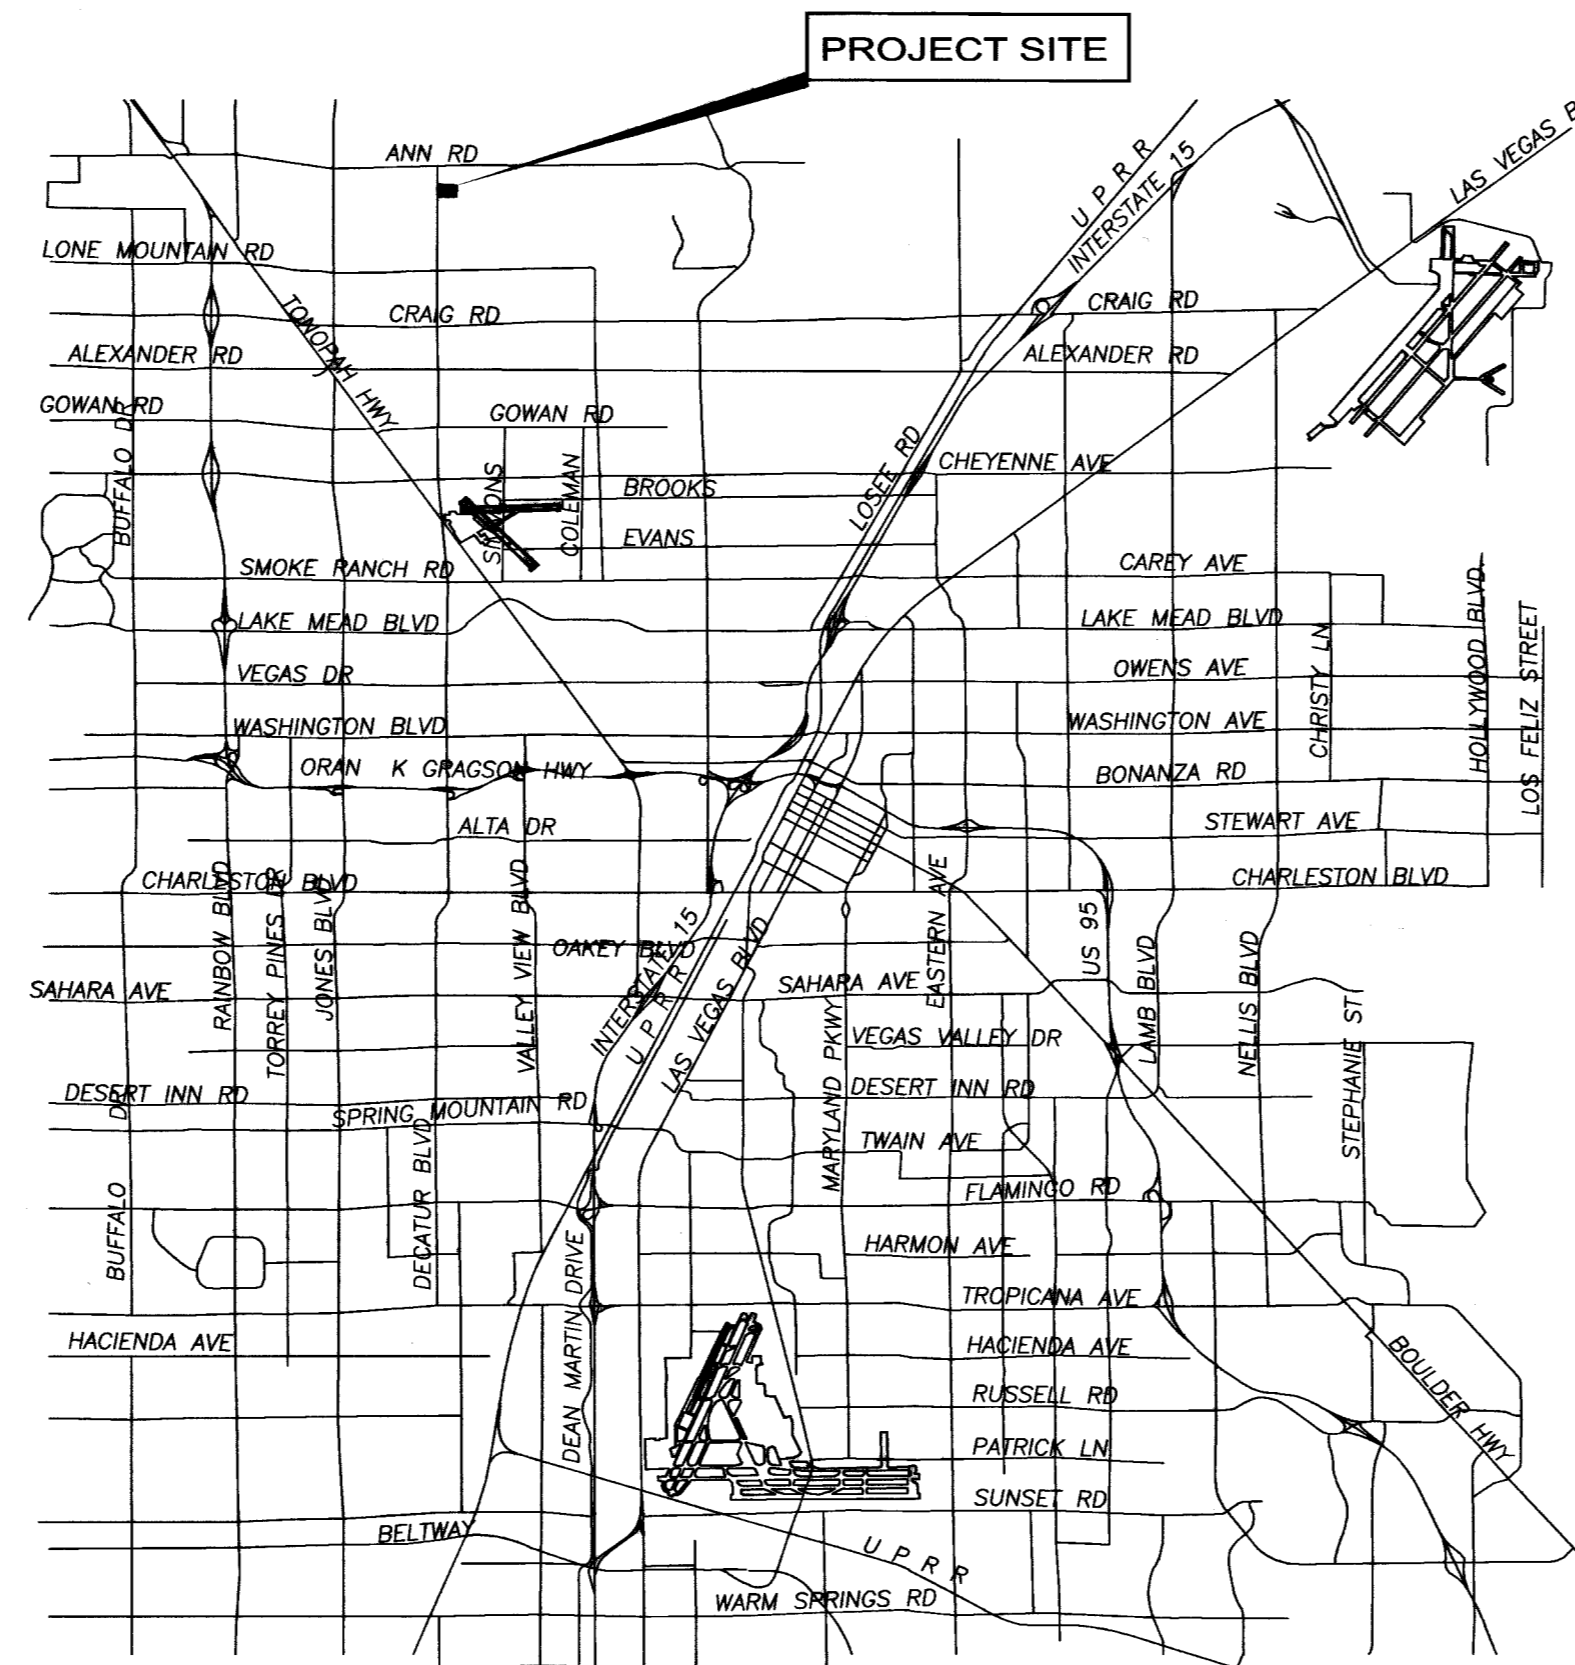 PROJECT SITE
ANN RD
U P R R
INTERSTATE 15
LAS VEGAS B
LONE MOUNTAIN RD
TONOPAH HWY
CRAIG RD
CRAIG RD
ALEXANDER RD
ALEXANDER RD
GOWAN RD
GOWAN RD
BUFFALO DR
LOSEE RD
CHEYENNE AVE
SIMMONS
COLEMAN
BROOKS
EVANS
SMOKE RANCH RD
CAREY AVE
LAKE MEAD BLVD
LAKE MEAD BLVD
CHRISTY LN
HOLLYWOOD BLVD.
LOS FELIZ STREET
VEGAS DR
OWENS AVE
WASHINGTON BLVD
WASHINGTON AVE
ORAN K GRAGSON HWY
BONANZA RD
ALTA DR
STEWART AVE
CHARLESTON BLVD
CHARLESTON BLVD
RAINBOW BLVD
TORREY PINES DR
JONES BLVD
VALLEY VIEW BLVD
OAKEY BLVD
INTERSTATE 15
U P R R
LAS VEGAS BLVD
EASTERN AVE
US 95
LAMB BLVD
NELLIS BLVD
STEPHANIE ST
SAHARA AVE
SAHARA AVE
MARYLAND PKWY
VEGAS VALLEY DR
DESERT INN RD
DR
DESERT INN RD
SPRING MOUNTAIN RD
DECATUR BLVD
TWAIN AVE
BUFFALO
FLAMINGO RD
DEAN MARTIN DRIVE
HARMON AVE
TROPICANA AVE
HACIENDA AVE
HACIENDA AVE
BOULDER HWY
RUSSELL RD
PATRICK LN
SUNSET RD
BELTWAY
U P R R
WARM SPRINGS RD